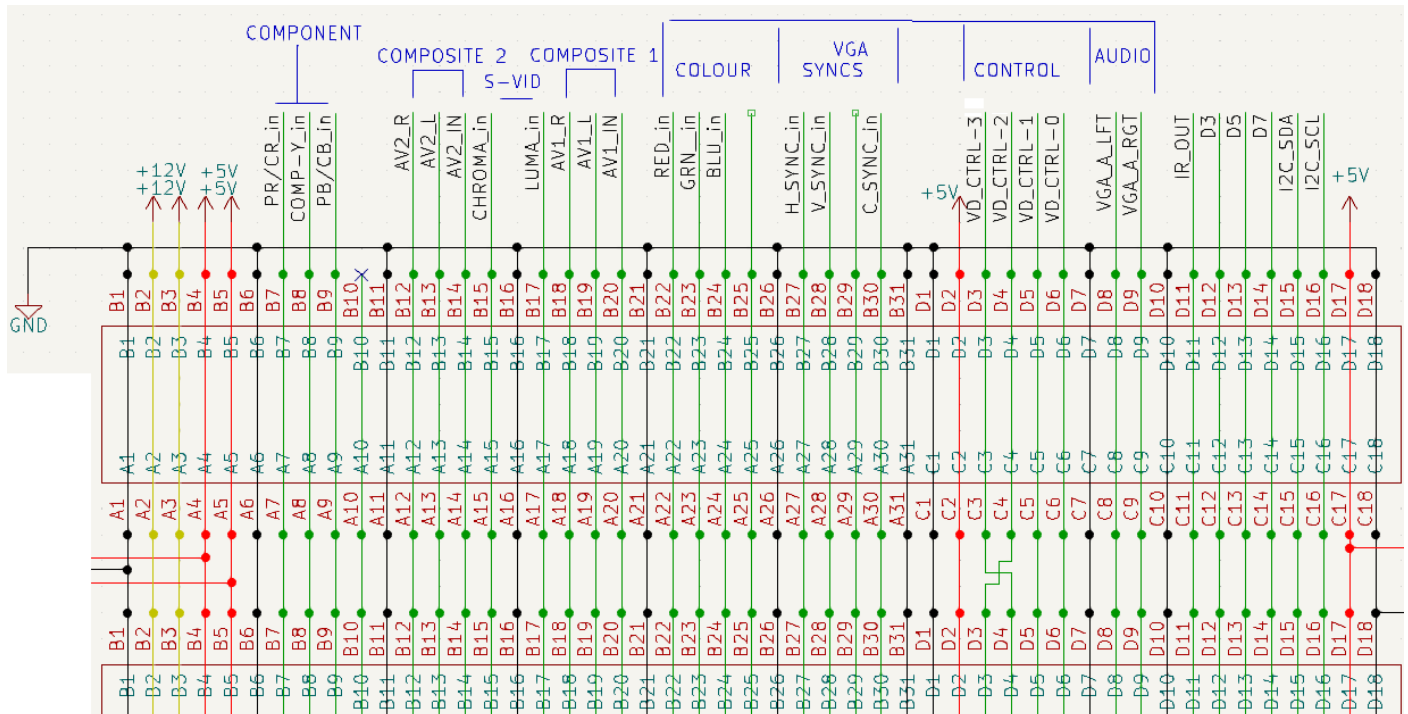 COMPONENT
COMPOSITE 2 COMPOSITE 1
S-VID
COLOUR
VGA
SYNCS
CONTROL
AUDIO
PR/CR_in
COMP-Y_in
PB/CB_in
AV2_R
AV2_L
AV2_IN
CHROMA_in
LUMA_in
AV1_R
AV1_L
AV1_IN
RED_in
GRN_in
BLU_in
H_SYNC_in
V_SYNC_in
C_SYNC_in
VD_CTRL-3
VD_CTRL-2
VD_CTRL-1
VD_CTRL-0
VGA_A_LFT
VGA_A_RGT
IR_OUT
D3
D5
D7
I2C_SDA
I2C_SCL
+12V +5V
+12V +5V
+5V
+5V
GND
B1 B2 B3 B4 B5 B6 B7 B8 B9 B10 B11 B12 B13 B14 B15 B16 B17 B18 B19 B20 B21 B22 B23 B24 B25 B26 B27 B28 B29 B30 B31 D1 D2 D3 D4 D5 D6 D7 D8 D9 D10 D11 D12 D13 D14 D15 D16 D17 D18
B1 B2 B3 B4 B5 B6 B7 B8 B9 B10 B11 B12 B13 B14 B15 B16 B17 B18 B19 B20 B21 B22 B23 B24 B25 B26 B27 B28 B29 B30 B31 D1 D2 D3 D4 D5 D6 D7 D8 D9 D10 D11 D12 D13 D14 D15 D16 D17 D18
A1 A2 A3 A4 A5 A6 A7 A8 A9 A10 A11 A12 A13 A14 A15 A16 A17 A18 A19 A20 A21 A22 A23 A24 A25 A26 A27 A28 A29 A30 A31 C1 C2 C3 C4 C5 C6 C7 C8 C9 C10 C11 C12 C13 C14 C15 C16 C17 C18
A1 A2 A3 A4 A5 A6 A7 A8 A9 A10 A11 A12 A13 A14 A15 A16 A17 A18 A19 A20 A21 A22 A23 A24 A25 A26 A27 A28 A29 A30 A31 C1 C2 C3 C4 C5 C6 C7 C8 C9 C10 C11 C12 C13 C14 C15 C16 C17 C18
B1 B2 B3 B4 B5 B6 B7 B8 B9 B10 B11 B12 B13 B14 B15 B16 B17 B18 B19 B20 B21 B22 B23 B24 B25 B26 B27 B28 B29 B30 B31 D1 D2 D3 D4 D5 D6 D7 D8 D9 D10 D11 D12 D13 D14 D15 D16 D17 D18
B1 B2 B3 B4 B5 B6 B7 B8 B9 B10 B11 B12 B13 B14 B15 B16 B17 B18 B19 B20 B21 B22 B23 B24 B25 B26 B27 B28 B29 B30 B31 D1 D2 D3 D4 D5 D6 D7 D8 D9 D10 D11 D12 D13 D14 D15 D16 D17 D18